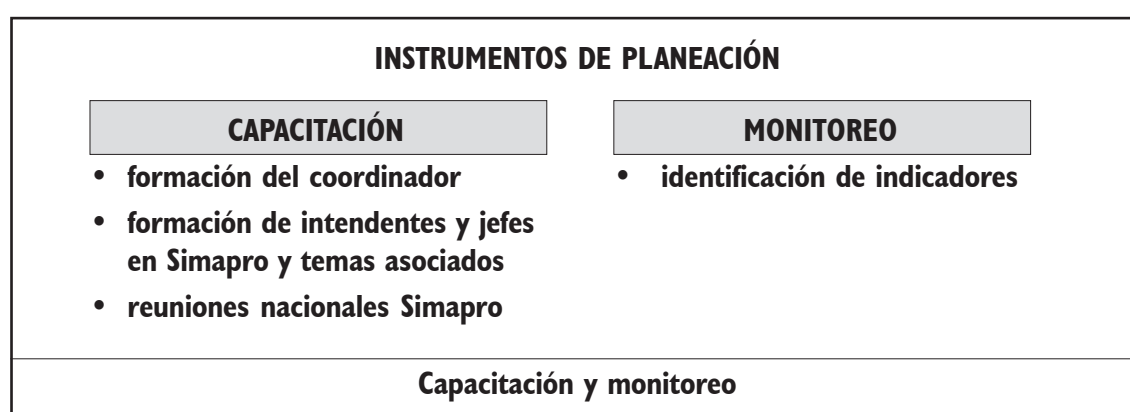 INSTRUMENTOS DE PLANEACIÓN
CAPACITACIÓN
• formación del coordinador
• formación de intendentes y jefes
en Simapro y temas asociados
• reuniones nacionales Simapro
MONITOREO
• identificación de indicadores
Capacitación y monitoreo